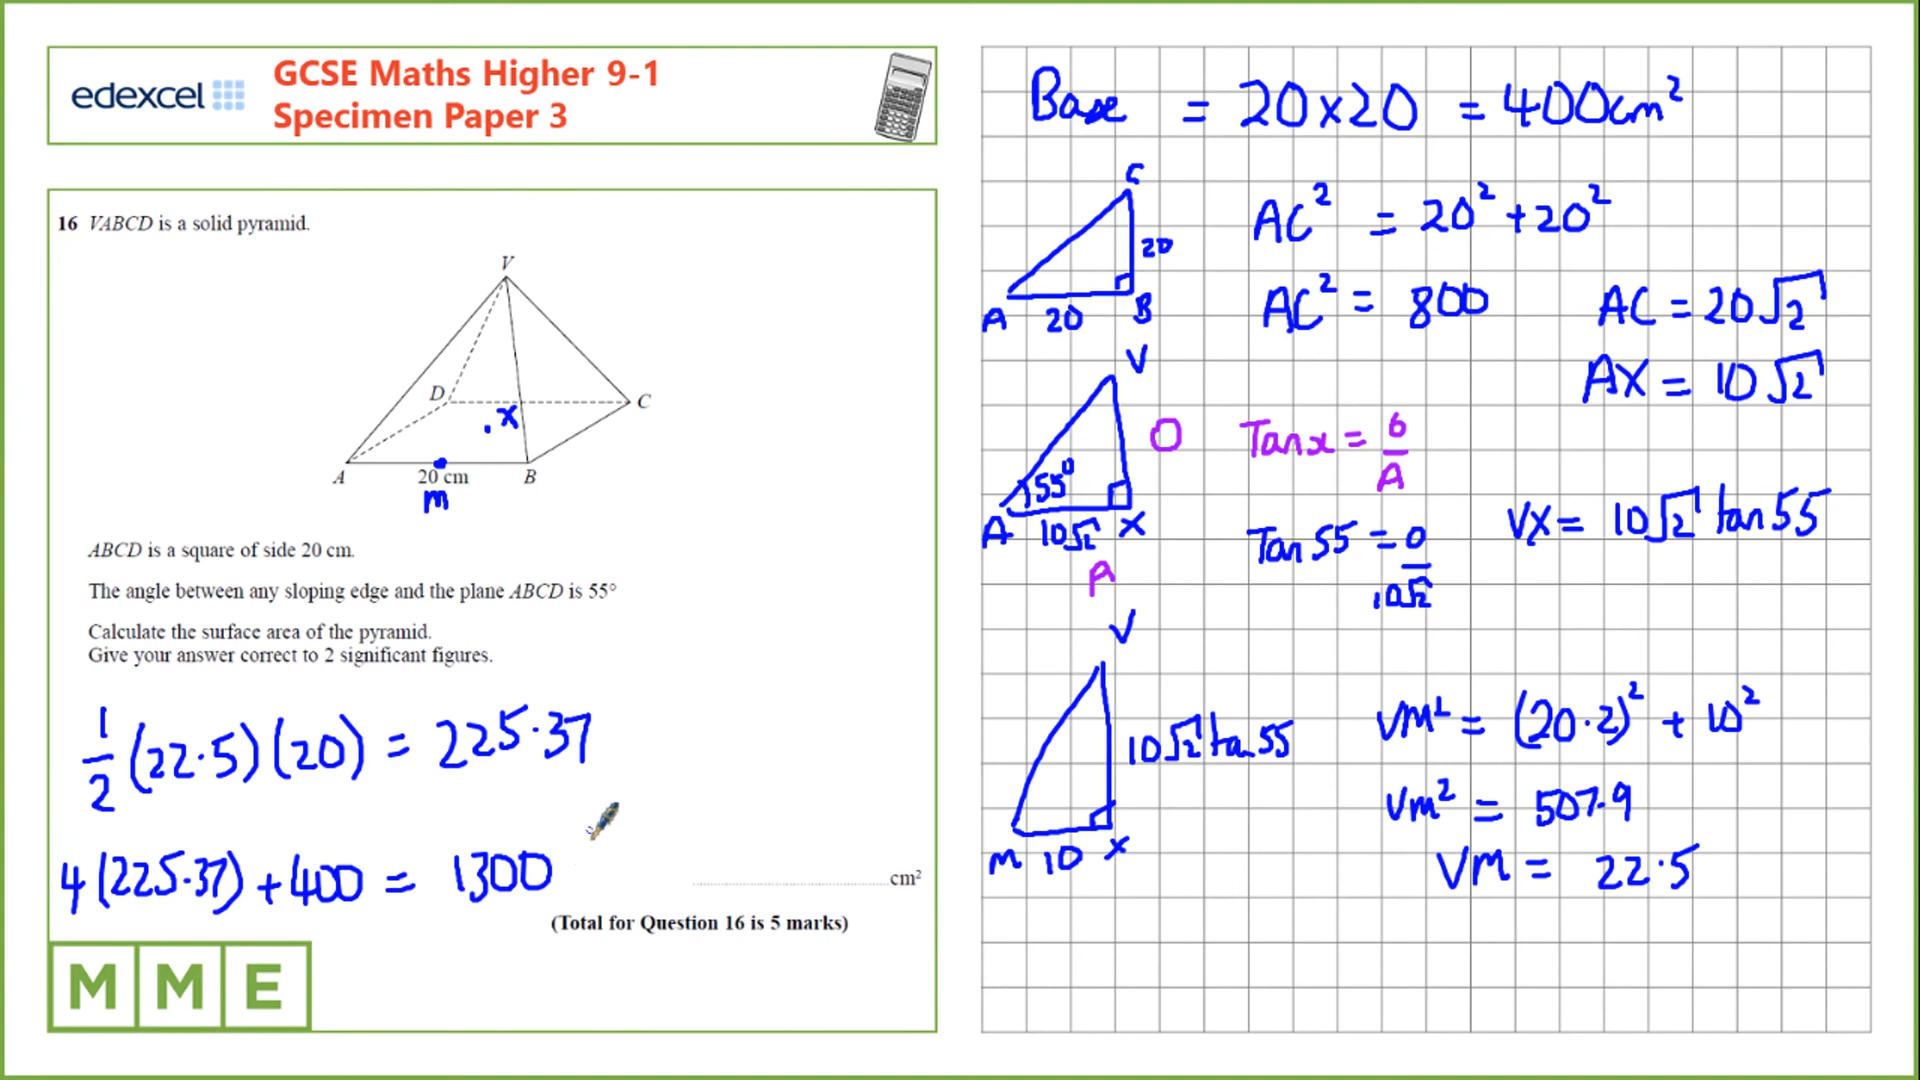 edexcel
GCSE Maths Higher 9-1
Specimen Paper 3
16 VABCD is a solid pyramid.
V
D
C
.x
A
20 cm
B
m
ABCD is a square of side 20 cm.
The angle between any sloping edge and the plane ABCD is 55°
Calculate the surface area of the pyramid.
Give your answer correct to 2 significant figures.
½(22.5)(20) = 225.37
4(225.37) + 400 = 1300
cm²
(Total for Question 16 is 5 marks)
MME
Base = 20×20 = 400cm²
C
20
A 20 B
AC² = 20² + 20²
AC² = 800
AC = 20√2
AX = 10√2
V
O
55°
A 10√2 X
A
Tan x = O/A
Tan 55 = O/10√2
VX = 10√2 tan 55
V
10√2 tan 55
M 10 X
VM² = (20.2)² + 10²
VM² = 507.9
VM = 22.5